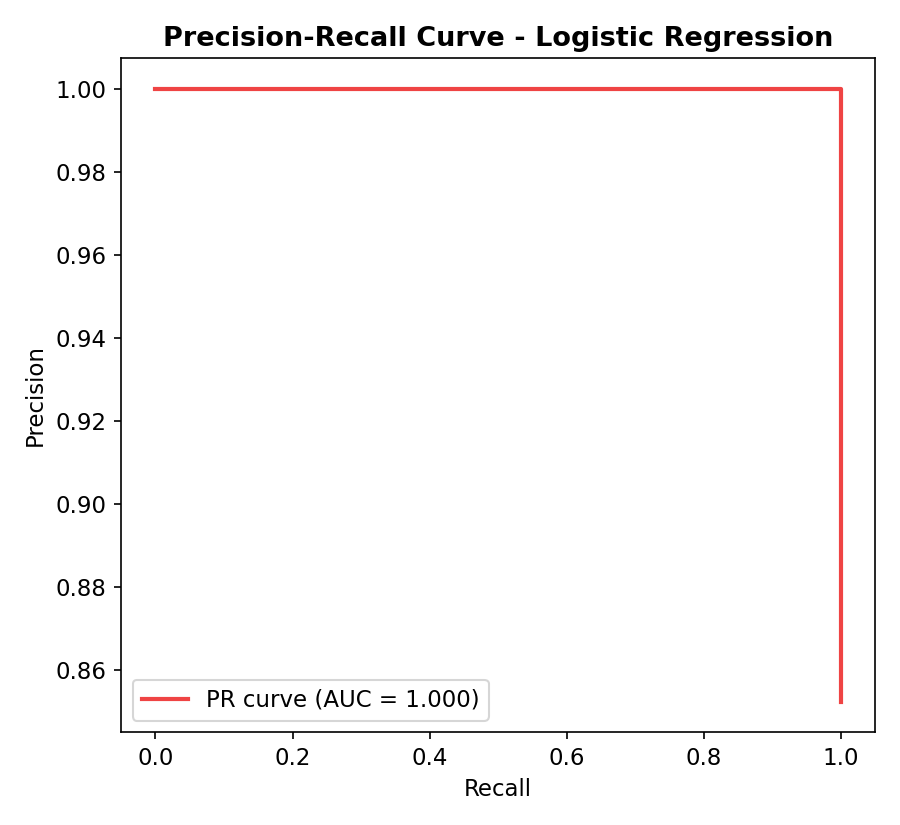 Precision-Recall Curve - Logistic Regression
1.00
0.98
0.96
0.94
0.92
0.90
0.88
0.86
Precision
PR curve (AUC = 1.000)
0.0 0.2 0.4 0.6 0.8 1.0
Recall